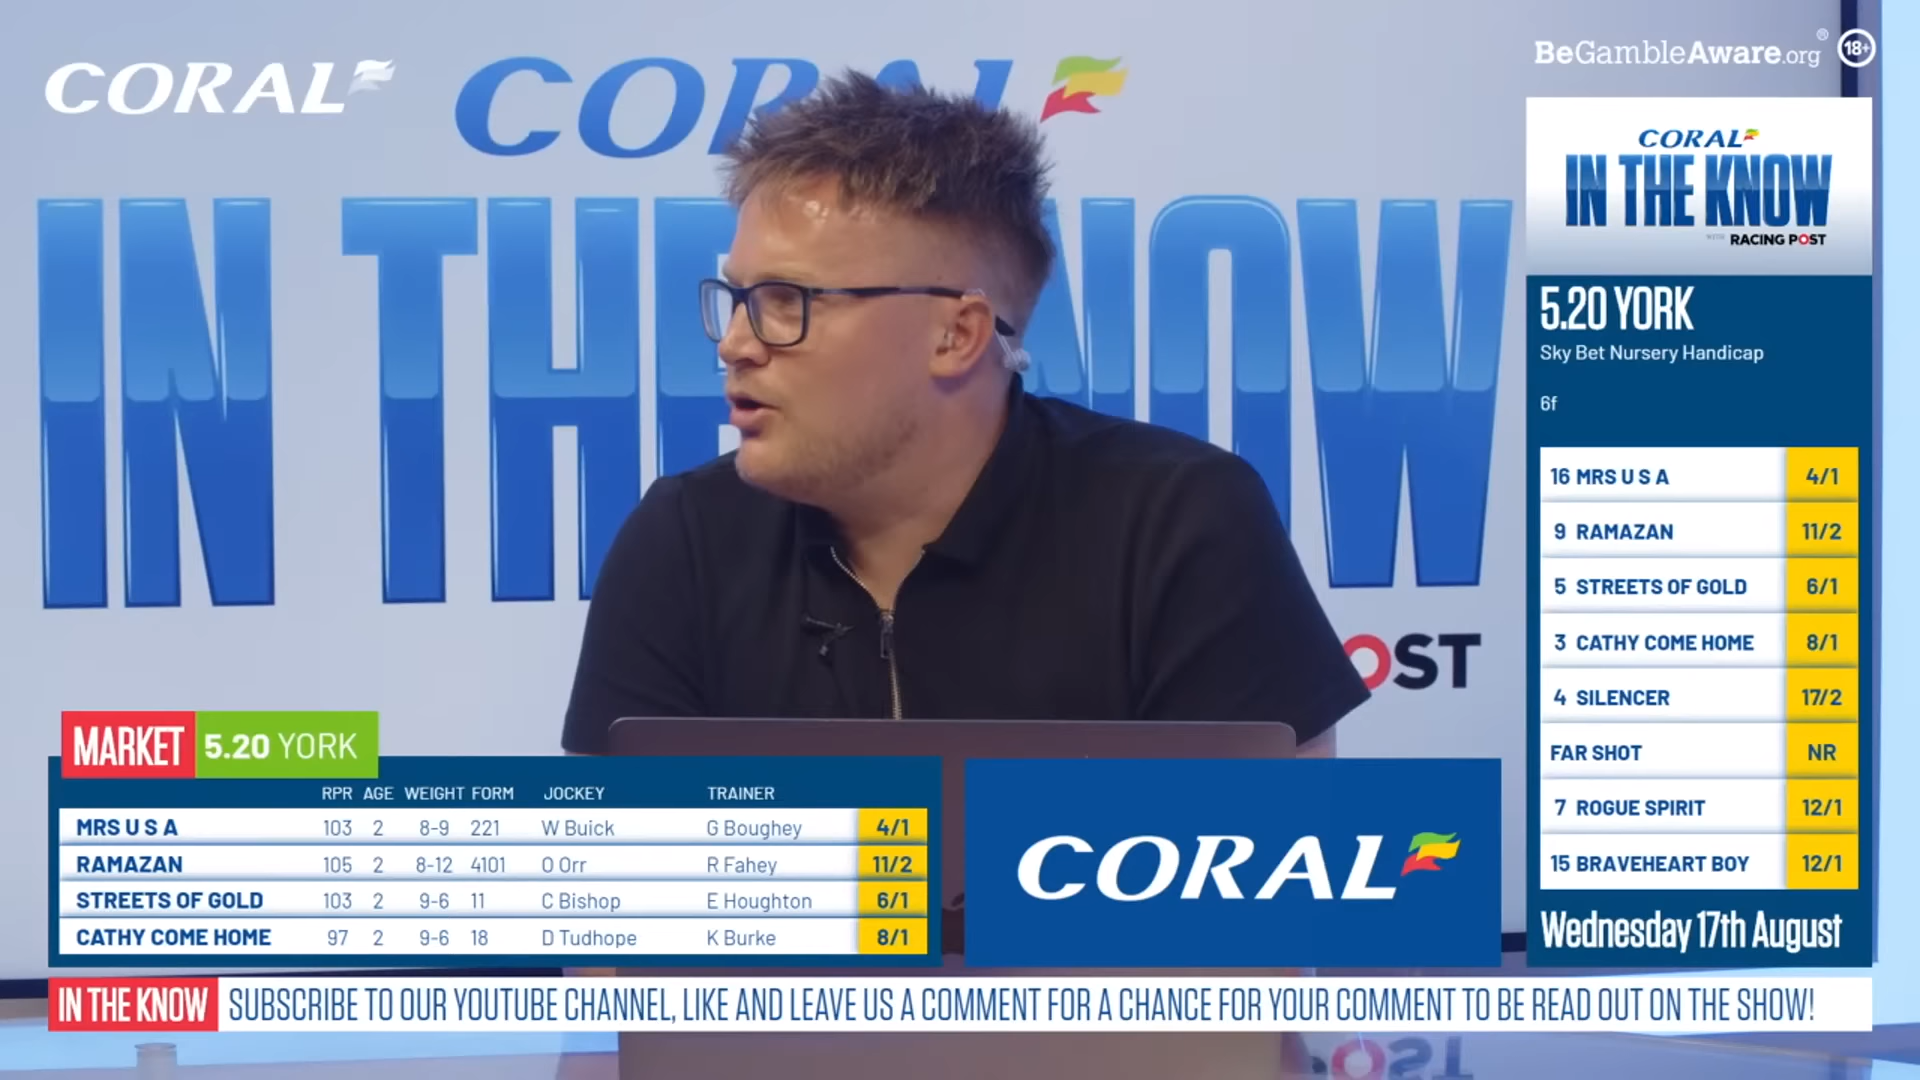 CORAL
CORAL
IN THE KNOW
OST
BeGambleAware.org® 18+
CORAL
IN THE KNOW
WITH RACING POST
5.20 YORK
Sky Bet Nursery Handicap
6f
16 MRS U S A 4/1
9 RAMAZAN 11/2
5 STREETS OF GOLD 6/1
3 CATHY COME HOME 8/1
4 SILENCER 17/2
FAR SHOT NR
7 ROGUE SPIRIT 12/1
15 BRAVEHEART BOY 12/1
Wednesday 17th August
MARKET 5.20 YORK
RPR AGE WEIGHT FORM JOCKEY TRAINER
MRS U S A 103 2 8-9 221 W Buick G Boughey 4/1
RAMAZAN 105 2 8-12 4101 O Orr R Fahey 11/2
STREETS OF GOLD 103 2 9-6 11 C Bishop E Houghton 6/1
CATHY COME HOME 97 2 9-6 18 D Tudhope K Burke 8/1
CORAL
IN THE KNOW SUBSCRIBE TO OUR YOUTUBE CHANNEL, LIKE AND LEAVE US A COMMENT FOR A CHANCE FOR YOUR COMMENT TO BE READ OUT ON THE SHOW!